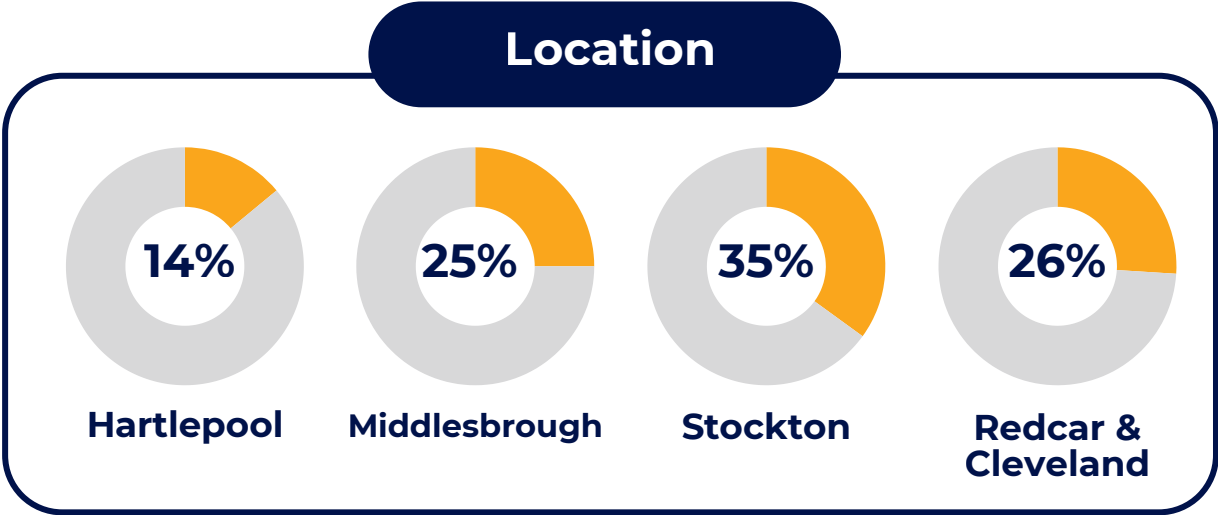 Location
14%
25%
35%
26%
Hartlepool
Middlesbrough
Stockton
Redcar &
Cleveland